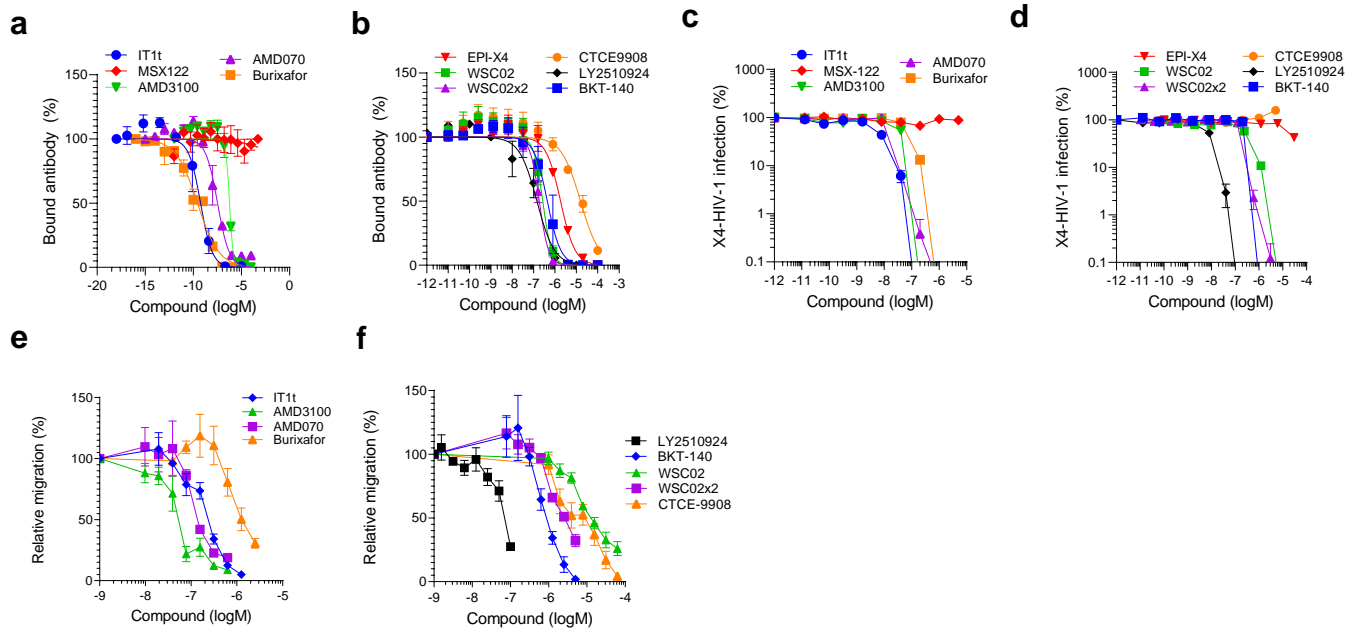 a
IT1t
MSX122
AMD3100
AMD070
Burixafor
Bound antibody (%)
150
100
50
0
-20 -15 -10 -5 0
Compound (logM)
b
EPI-X4
WSC02
WSC02x2
CTCE9908
LY2510924
BKT-140
Bound antibody (%)
150
100
50
0
-12 -11 -10 -9 -8 -7 -6 -5 -4 -3
Compound (logM)
c
IT1t
MSX-122
AMD3100
AMD070
Burixafor
X4-HIV-1 infection (%)
1000
100
10
1
0.1
-12 -11 -10 -9 -8 -7 -6 -5
Compound (logM)
d
EPI-X4
WSC02
WSC02x2
CTCE9908
LY2510924
BKT-140
X4-HIV-1 infection (%)
1000
100
10
1
0.1
-12 -11 -10 -9 -8 -7 -6 -5 -4
Compound (logM)
e
IT1t
AMD3100
AMD070
Burixafor
Relative migration (%)
150
100
50
0
-9 -8 -7 -6 -5
Compound (logM)
f
LY2510924
BKT-140
WSC02
WSC02x2
CTCE-9908
Relative migration (%)
150
100
50
0
-9 -8 -7 -6 -5 -4
Compound (logM)